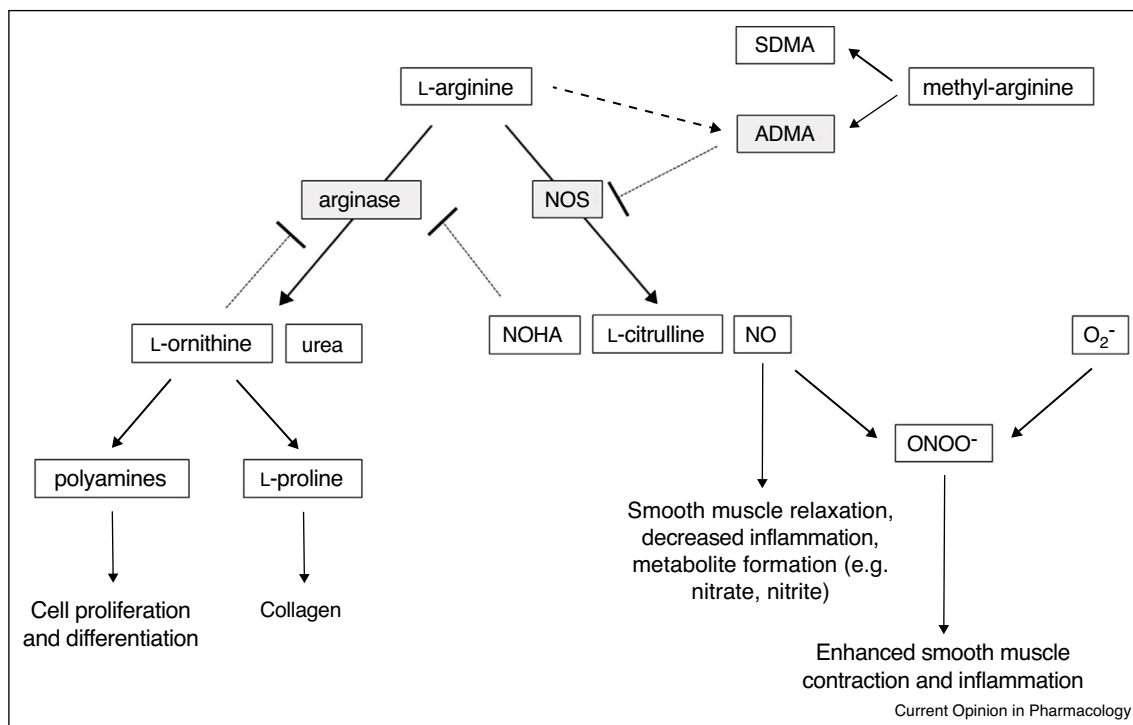 SDMA
L-arginine
methyl-arginine
ADMA
arginase
NOS
L-ornithine
urea
NOHA
L-citrulline
NO
O₂⁻
ONOO⁻
polyamines
L-proline
Smooth muscle relaxation,
decreased inflammation,
metabolite formation (e.g.
nitrate, nitrite)
Cell proliferation
and differentiation
Collagen
Enhanced smooth muscle
contraction and inflammation
Current Opinion in Pharmacology